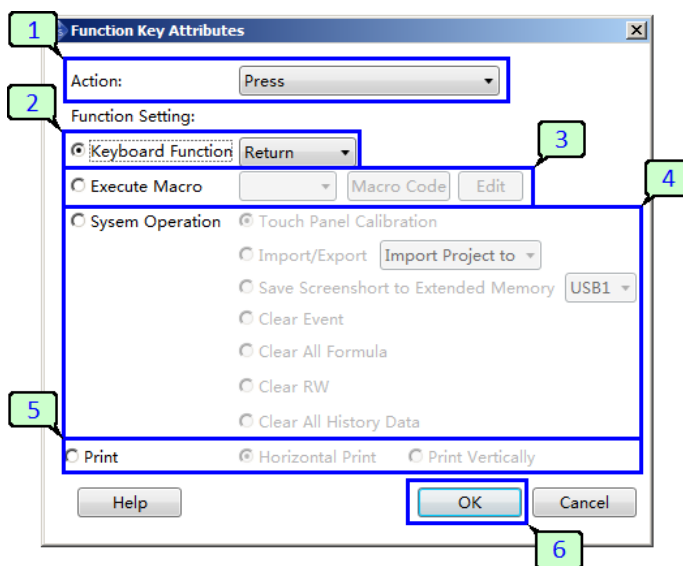 1
Function Key Attributes
Action: Press
2
Function Setting:
Keyboard Function Return
3
Execute Macro Macro Code Edit
4
Sysem Operation Touch Panel Calibration
Import/Export Import Project to
Save Screenshort to Extended Memory USB1
Clear Event
Clear All Formula
Clear RW
5
Clear All History Data
Print Horizontal Print Print Vertically
Help OK Cancel
6